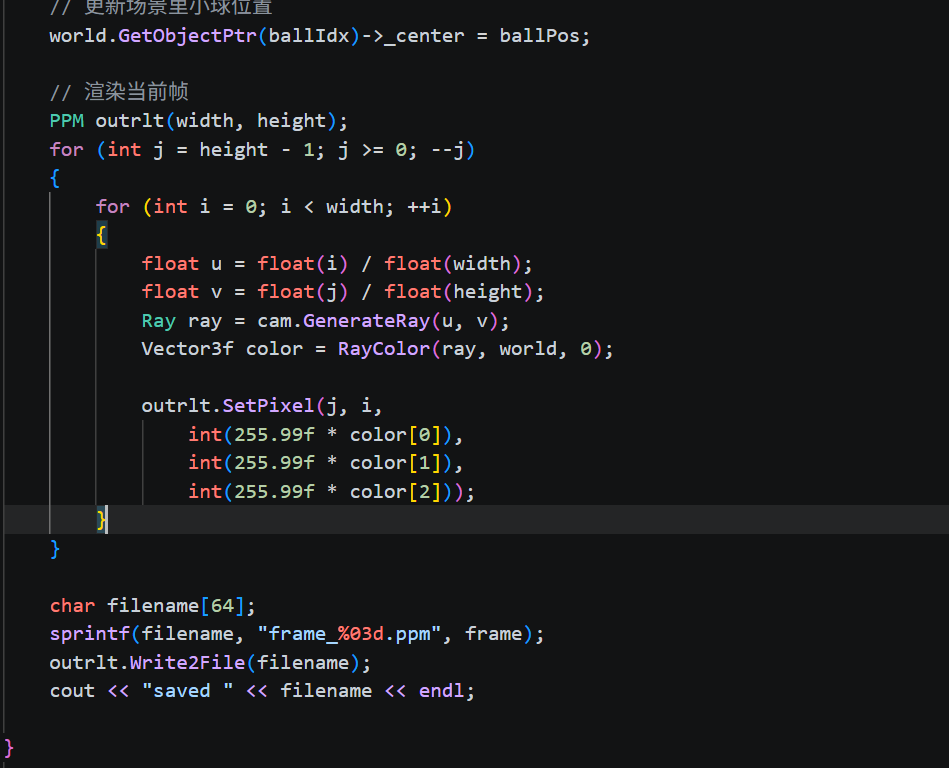 // 更新场景里小球位置
world.GetObjectPtr(ballIdx)->_center = ballPos;
// 渲染当前帧
PPM outrlt(width, height);
for (int j = height - 1; j >= 0; --j)
{
for (int i = 0; i < width; ++i)
{
float u = float(i) / float(width);
float v = float(j) / float(height);
Ray ray = cam.GenerateRay(u, v);
Vector3f color = RayColor(ray, world, 0);
outrlt.SetPixel(j, i,
int(255.99f * color[0]),
int(255.99f * color[1]),
int(255.99f * color[2]));
}
}
char filename[64];
sprintf(filename, "frame_%03d.ppm", frame);
outrlt.Write2File(filename);
cout << "saved " << filename << endl;
}